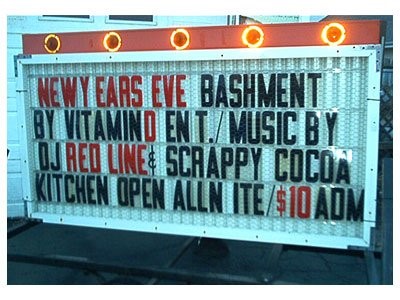 NEWY EARS EVE BASHMENT
BY VITAMIND ENT./MUSIC BY
DJ RED LINE & SCRAPPY COCOA
KITCHEN OPEN ALLN ITE/$10 ADM